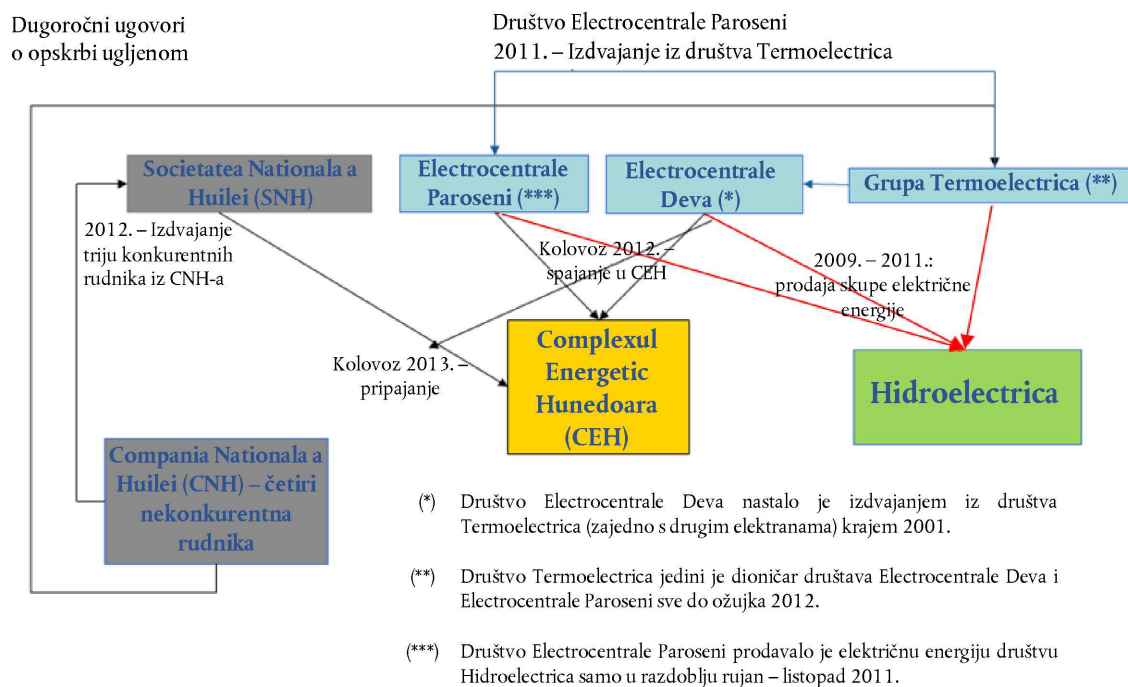 Dugoročni ugovori
o opskrbi ugljenom
Društvo Electrocentrale Paroseni
2011. – Izdvajanje iz društva Termoelectrica
Societatea Nationala a
Huilei (SNH)
Electrocentrale
Paroseni (***)
Electrocentrale
Deva (*)
Grupa Termoelectrica (**)
2012. – Izdvajanje
triju konkurentnih
rudnika iz CNH-a
Kolovoz 2012. –
spajanje u CEH
2009. – 2011.:
prodaja skupe električne
energije
Kolovoz 2013. –
pripajanje
Complexul
Energetic
Hunedoara
(CEH)
Hidroelectrica
Compania Nationala a
Huilei (CNH) – četiri
nekonkurentna
rudnika
(*) Društvo Electrocentrale Deva nastalo je izdvajanjem iz društva
Termoelectrica (zajedno s drugim elektranama) krajem 2001.
(**) Društvo Termoelectrica jedini je dioničar društava Electrocentrale Deva i
Electrocentrale Paroseni sve do ožujka 2012.
(***) Društvo Electrocentrale Paroseni prodavalo je električnu energiju društvu
Hidroelectrica samo u razdoblju rujan – listopad 2011.